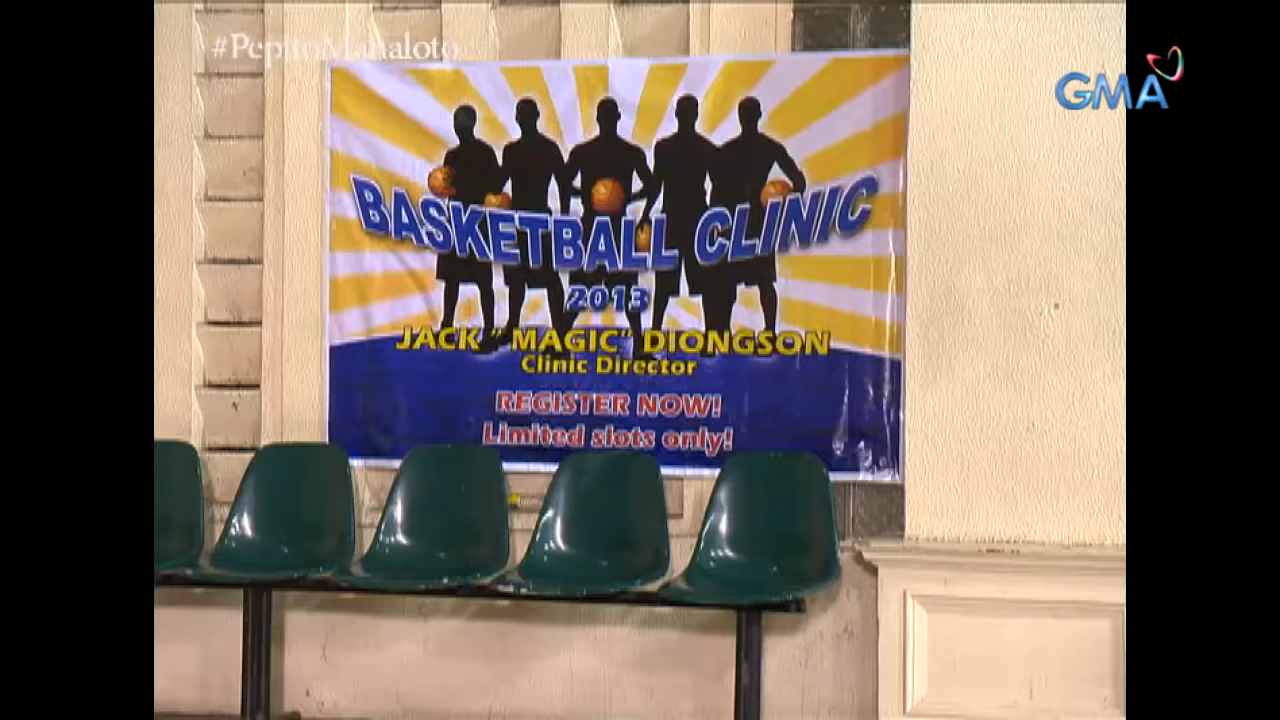 #PepitoManaloto
GMA
BASKETBALL CLINIC
2013
JACK "MAGIC" DIONGSON
Clinic Director
REGISTER NOW!
Limited slots only!